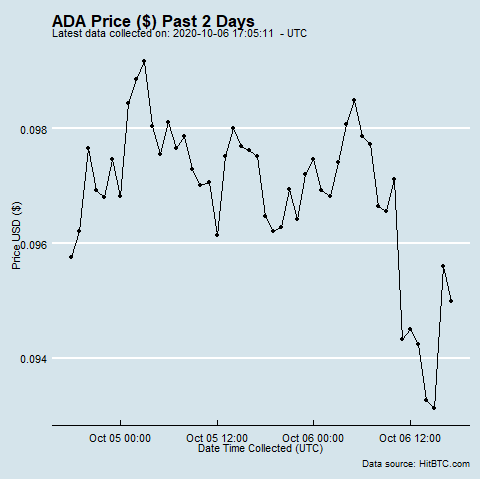 ADA Price ($) Past 2 Days
Latest data collected on: 2020-10-06 17:05:11  - UTC
0.098
0.096
0.094
Price USD ($)
Oct 05 00:00 Oct 05 12:00 Oct 06 00:00 Oct 06 12:00
Date Time Collected (UTC)
Data source: HitBTC.com